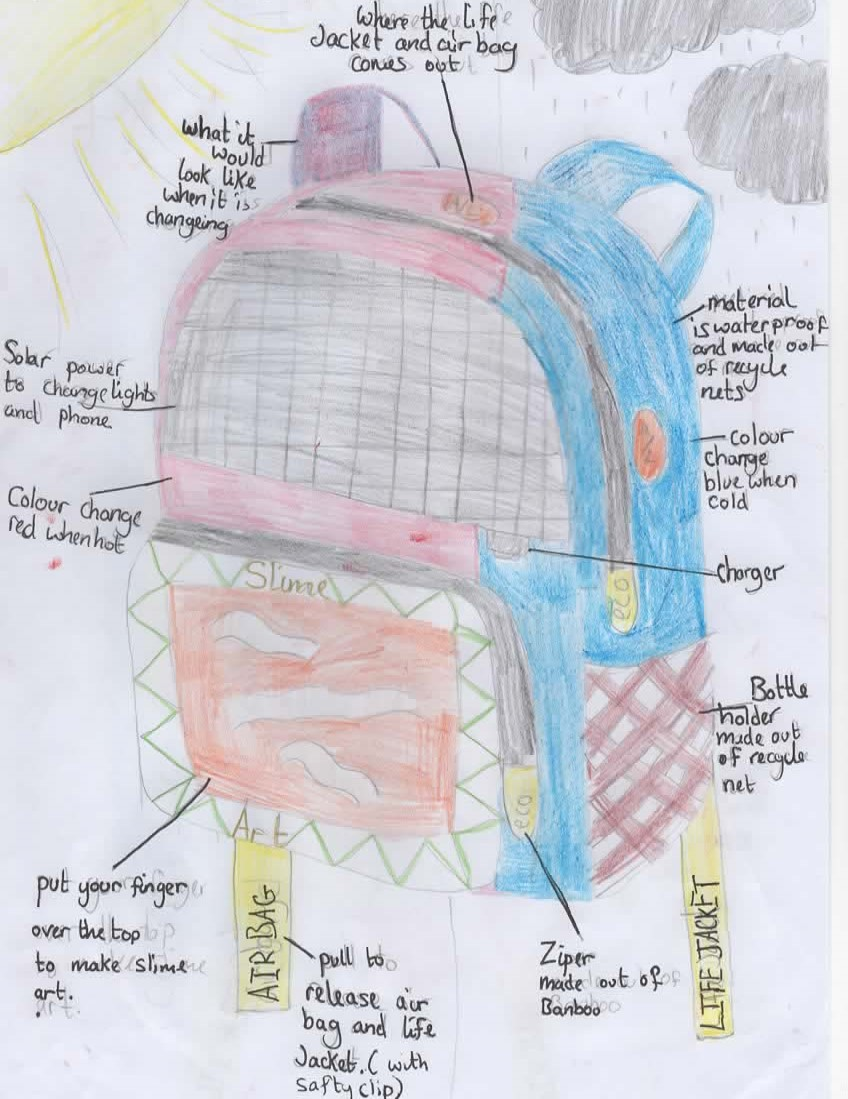 where the life
Jacket and air bag
comes out
what it
would
look like
when it is
changeing
material
is waterproof
and made out
of recycle
nets
Solar power
to charge lights
and phone
colour
change
blue when
cold
Colour change
red when hot
Charger
Slime
eco
Bottle
holder
made out
of recycle
net
eco
Art
put your finger
over the top
to make slime
art.
AIR BAG
pull to
release air
bag and life
Jacket. ( with
safty clip)
Ziper
made out of
Banboo
LIFE JACKET